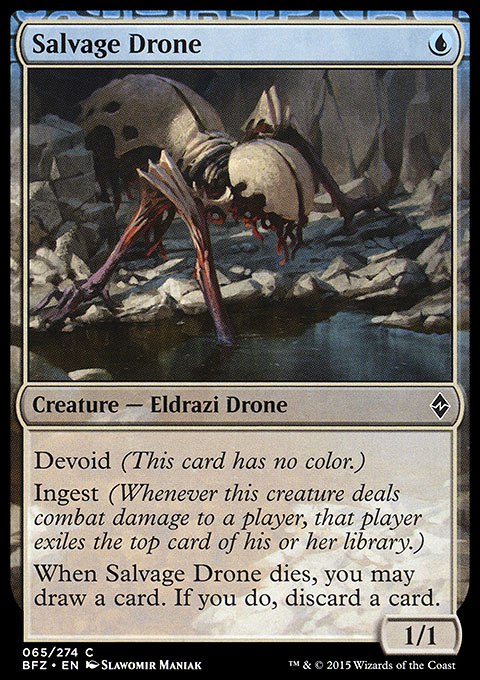 Salvage Drone
Creature — Eldrazi Drone
Devoid (This card has no color.)
Ingest (Whenever this creature deals
combat damage to a player, that player
exiles the top card of his or her library.)
When Salvage Drone dies, you may
draw a card. If you do, discard a card.
1/1
065/274 C
BFZ • EN Slawomir Maniak
™ & © 2015 Wizards of the Coast